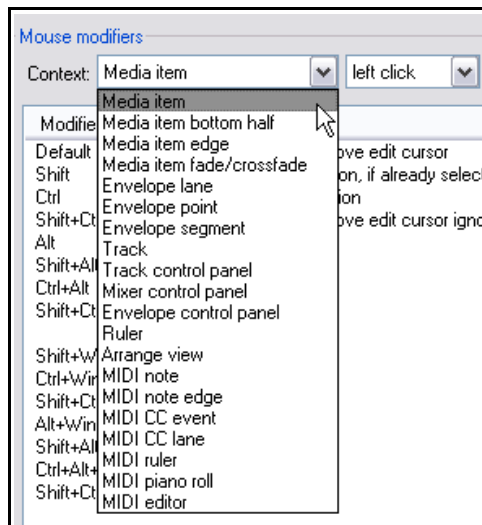 Mouse modifiers
Context: Media item left click
Media item
Modifie
Media item bottom half
Default ove edit cursor
Media item edge
Shift on, if already select
Media item fade/crossfade
Ctrl ion
Envelope lane
Shift+Ct ove edit cursor igno
Envelope point
Alt
Envelope segment
Shift+Al
Track
Ctrl+Alt
Track control panel
Shift+Ct
Mixer control panel
Envelope control panel
Ruler
Shift+W
Arrange view
Ctrl+Win
MIDI note
Shift+Ct
MIDI note edge
Alt+Win
MIDI CC event
Shift+Al
MIDI CC lane
Ctrl+Alt+
MIDI ruler
Shift+Ct
MIDI piano roll
MIDI editor